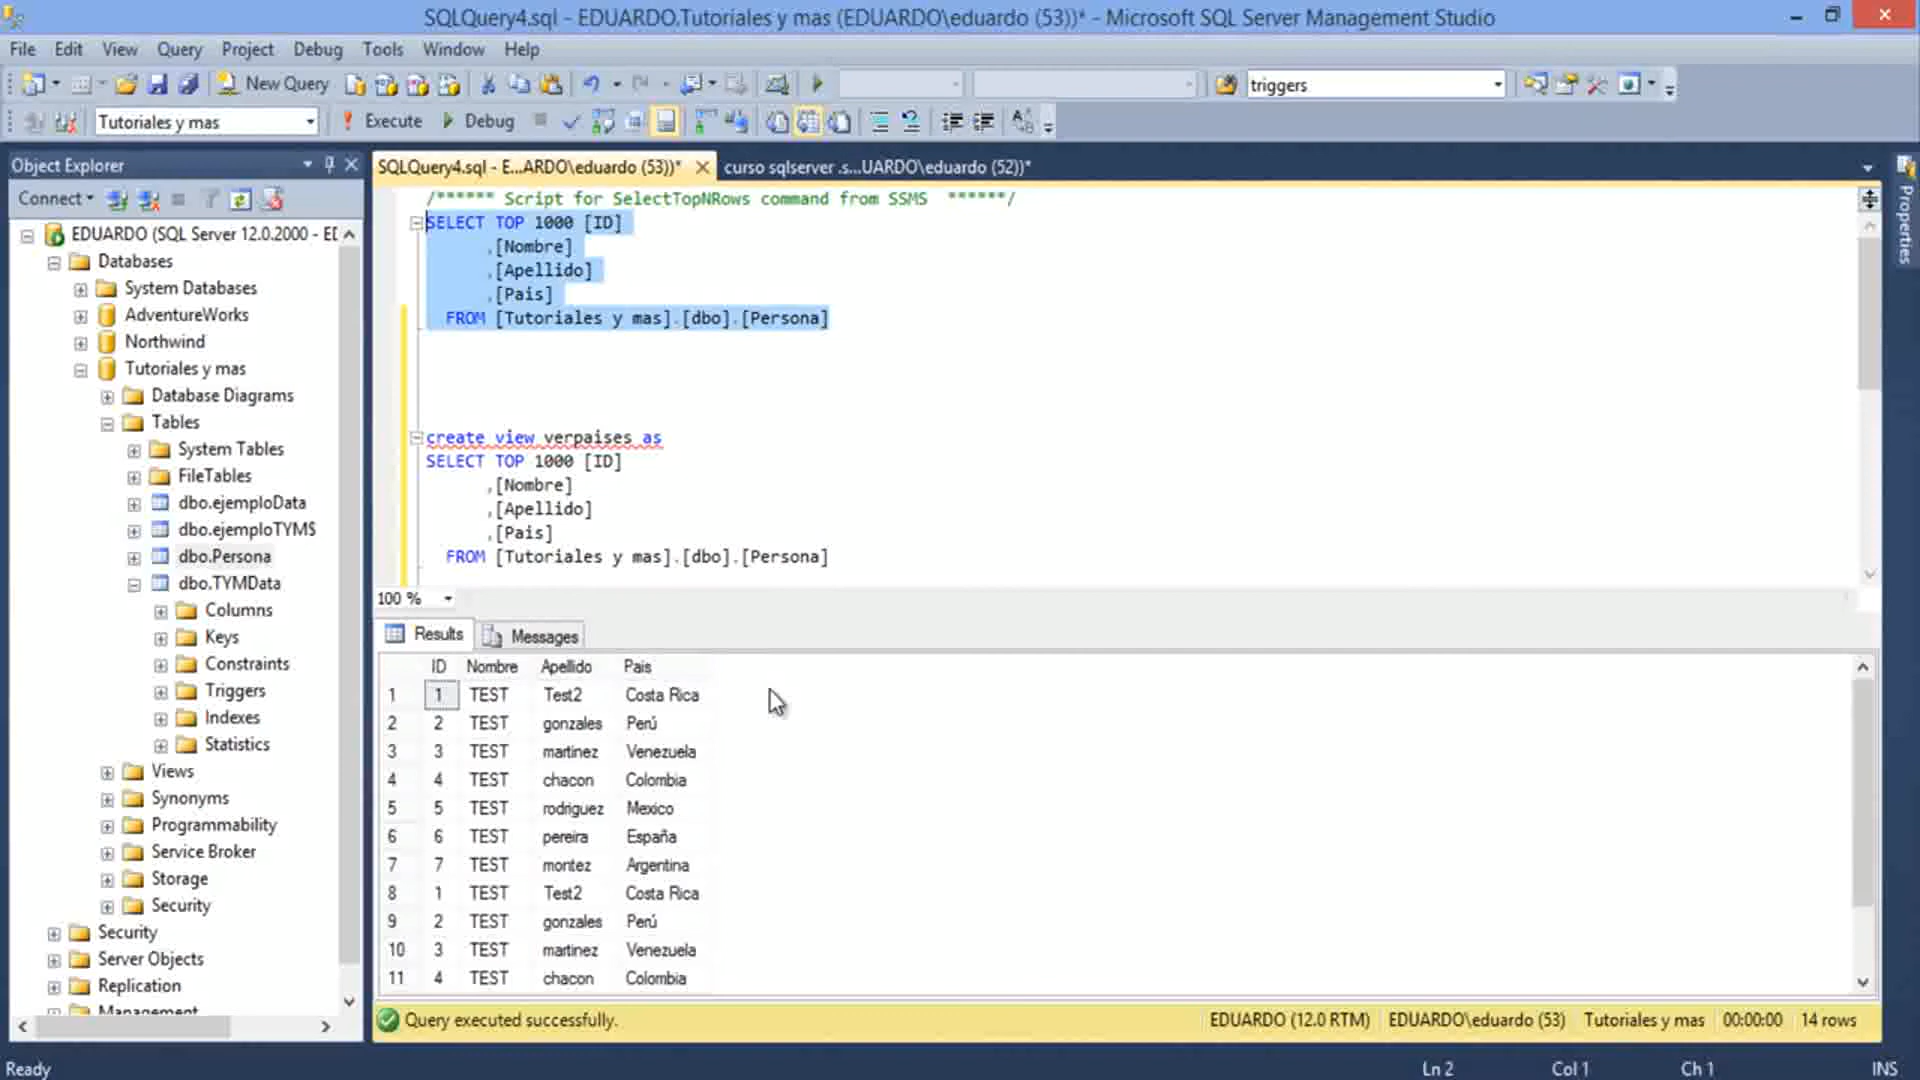 SQLQuery4.sql - EDUARDO.Tutoriales y mas (EDUARDO\eduardo (53))* - Microsoft SQL Server Management Studio
File Edit View Query Project Debug Tools Window Help
New Query triggers
Tutoriales y mas Execute Debug
Object Explorer
Connect
EDUARDO (SQL Server 12.0.2000 - EL
Databases
System Databases
AdventureWorks
Northwind
Tutoriales y mas
Database Diagrams
Tables
System Tables
FileTables
dbo.ejemploData
dbo.ejemploTYM$
dbo.Persona
dbo.TYMData
Columns
Keys
Constraints
Triggers
Indexes
Statistics
Views
Synonyms
Programmability
Service Broker
Storage
Security
Security
Server Objects
Replication
Management
SQLQuery4.sql - E...ARDO\eduardo (53))* curso sqlserver .s...UARDO\eduardo (52))*
/****** Script for SelectTopNRows command from SSMS ******/
SELECT TOP 1000 [ID]
,[Nombre]
,[Apellido]
,[Pais]
FROM [Tutoriales y mas].[dbo].[Persona]
create view verpaises as
SELECT TOP 1000 [ID]
,[Nombre]
,[Apellido]
,[Pais]
FROM [Tutoriales y mas].[dbo].[Persona]
100 %
Results Messages
ID Nombre Apellido Pais
1 1 TEST Test2 Costa Rica
2 2 TEST gonzales Perú
3 3 TEST martinez Venezuela
4 4 TEST chacon Colombia
5 5 TEST rodriguez Mexico
6 6 TEST pereira España
7 7 TEST montez Argentina
8 1 TEST Test2 Costa Rica
9 2 TEST gonzales Perú
10 3 TEST martinez Venezuela
11 4 TEST chacon Colombia
Query executed successfully. EDUARDO (12.0 RTM) EDUARDO\eduardo (53) Tutoriales y mas 00:00:00 14 rows
Properties
Ready Ln 2 Col 1 Ch 1 INS